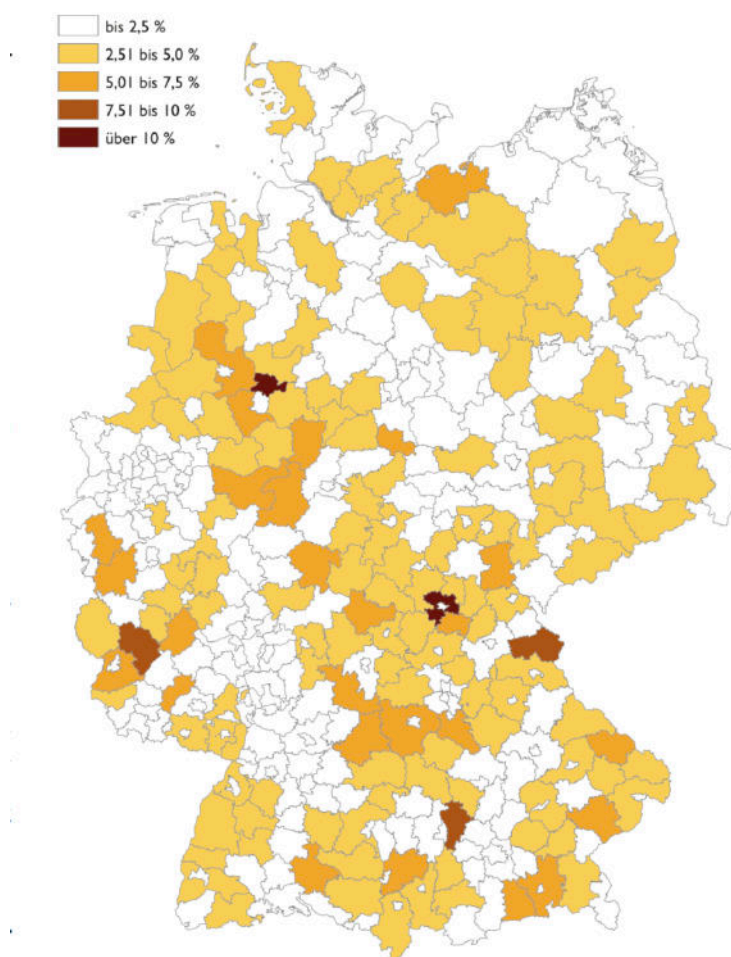 bis 2,5 %
2,51 bis 5,0 %
5,01 bis 7,5 %
7,51 bis 10 %
über 10 %